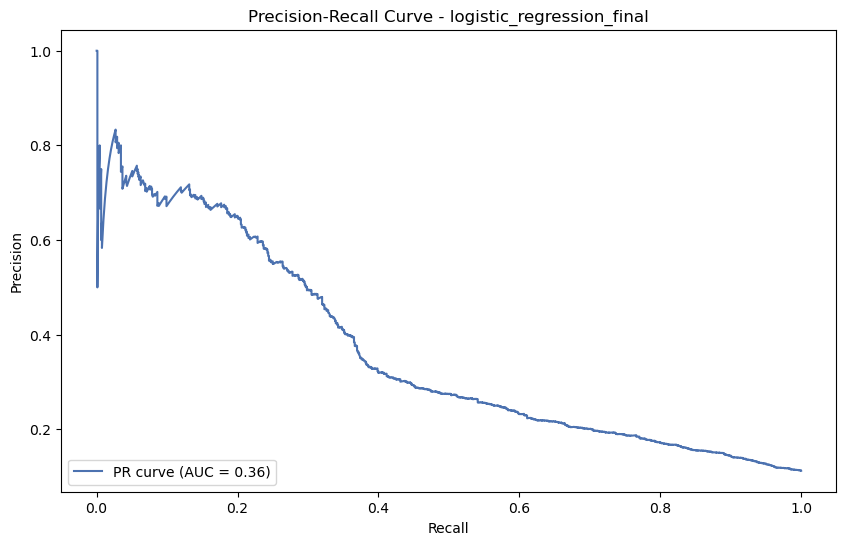 Precision-Recall Curve - logistic_regression_final
Precision
1.0
0.8
0.6
0.4
0.2
PR curve (AUC = 0.36)
0.0 0.2 0.4 0.6 0.8 1.0
Recall